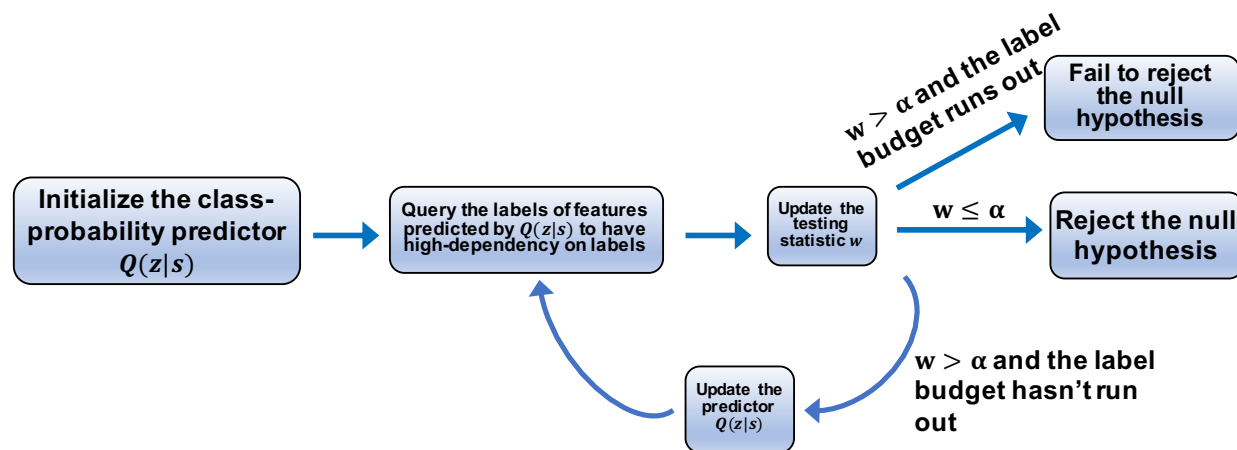 Initialize the class-
probability predictor
Q(z|s)
Query the labels of features
predicted by Q(z|s) to have
high-dependency on labels
Update the
testing
statistic w
w > α and the label
budget runs out
Fail to reject
the null
hypothesis
w ≤ α
Reject the null
hypothesis
w > α and the label
budget hasn't run
out
Update the
predictor
Q(z|s)